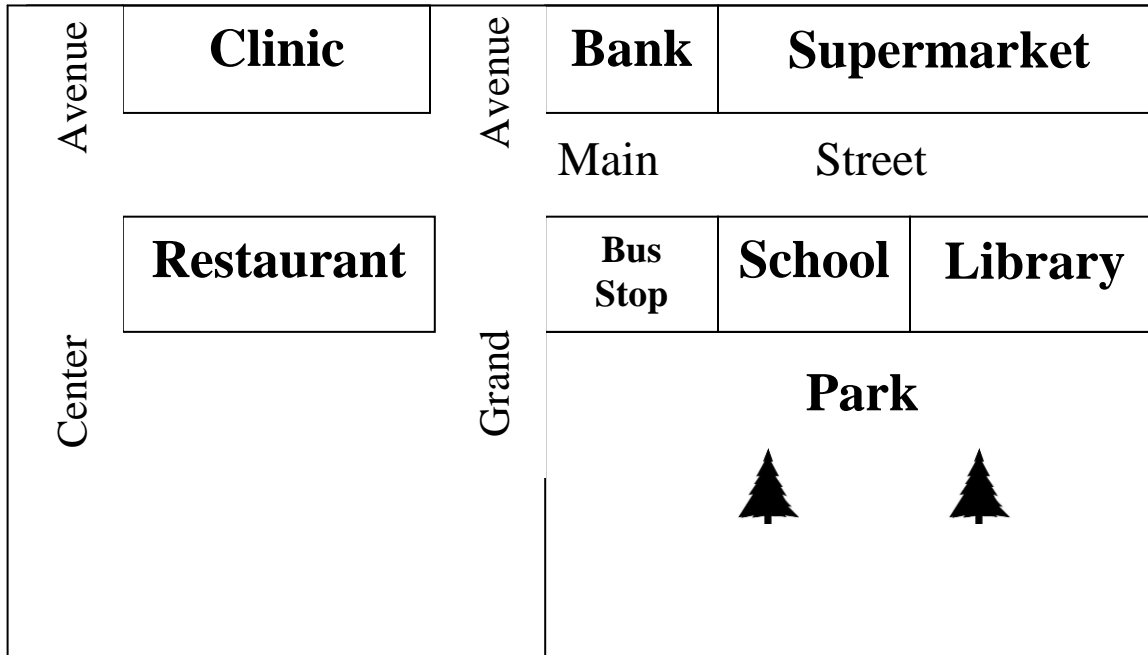 Avenue
Clinic
Avenue
Bank
Supermarket
Main Street
Center
Restaurant
Grand
Bus
Stop
School
Library
Park